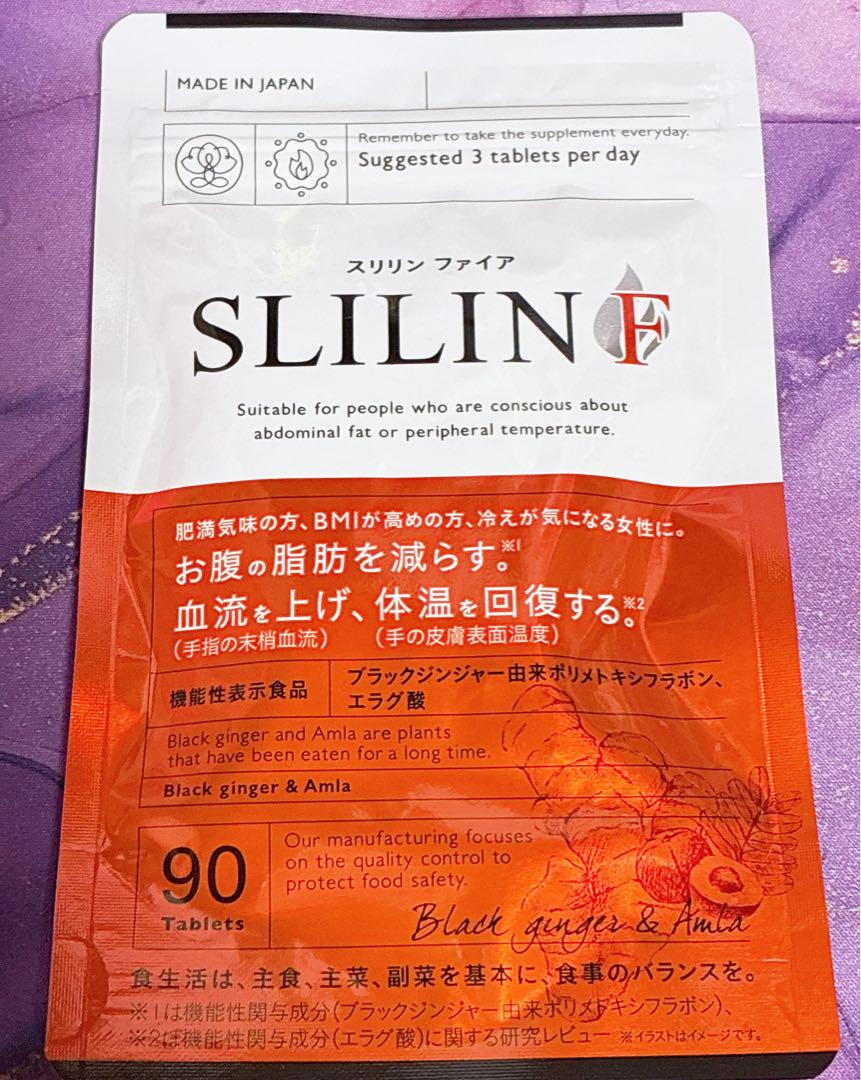 MADE IN JAPAN
Remember to take the supplement everyday.
Suggested 3 tablets per day
スリリン ファイア
SLILIN F
Suitable for people who are conscious about
abdominal fat or peripheral temperature.
肥満気味の方、BMIが高めの方、冷えが気になる女性に。
お腹の脂肪を減らす。※1
血流を上げ、体温を回復する。※2
(手指の末梢血流) (手の皮膚表面温度)
機能性表示食品
ブラックジンジャー由来ポリメトキシフラボン、
エラグ酸
Black ginger and Amla are plants
that have been eaten for a long time.
Black ginger & Amla
90
Tablets
Our manufacturing focuses
on the quality control to
protect food safety.
Black ginger & Amla
食生活は、主食、主菜、副菜を基本に、食事のバランスを。
※1は機能性関与成分(ブラックジンジャー由来ポリメトキシフラボン)、
※2は機能性関与成分(エラグ酸)に関する研究レビュー ※イラストはイメージです。